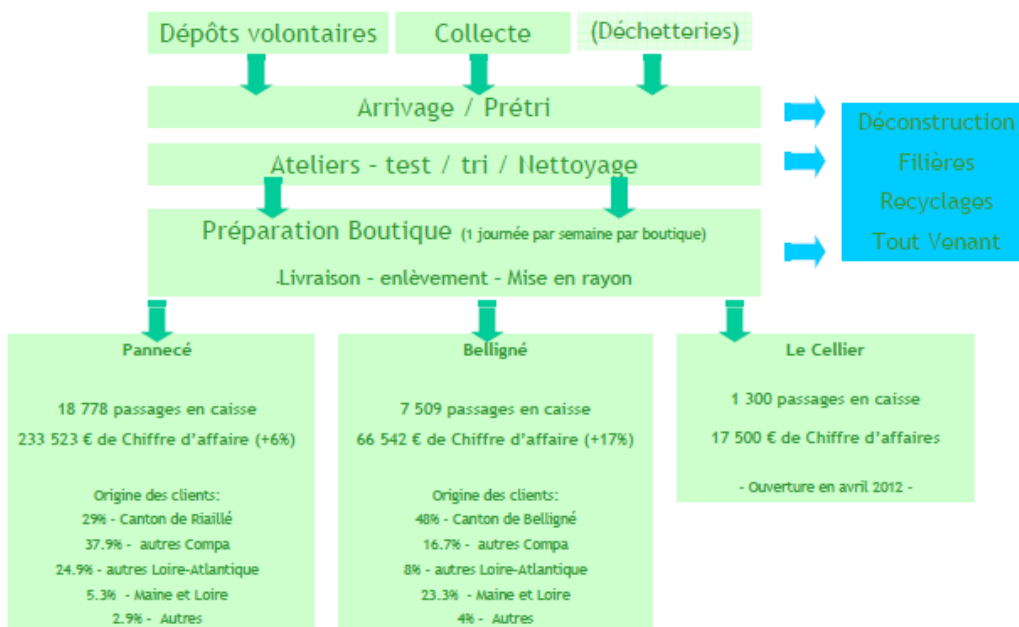 Dépôts volontaires
Collecte
(Déchetteries)
Arrivage / Prétri
Ateliers – test / tri / Nettoyage
Préparation Boutique (1 journée par semaine par boutique)
-Livraison – enlèvement – Mise en rayon
Déconstruction
Filières
Recyclages
Tout Venant
Pannecé
18 778 passages en caisse
233 523 € de Chiffre d'affaire (+6%)
Origine des clients:
29% - Canton de Riaillé
37.9% - autres Compa
24.9% - autres Loire-Atlantique
5.3% - Maine et Loire
2.9% - Autres
Belligné
7 509 passages en caisse
66 542 € de Chiffre d'affaire (+17%)
Origine des clients:
48% - Canton de Belligné
16.7% - autres Compa
8% - autres Loire-Atlantique
23.3% - Maine et Loire
4% - Autres
Le Cellier
1 300 passages en caisse
17 500 € de Chiffre d'affaires
- Ouverture en avril 2012 -